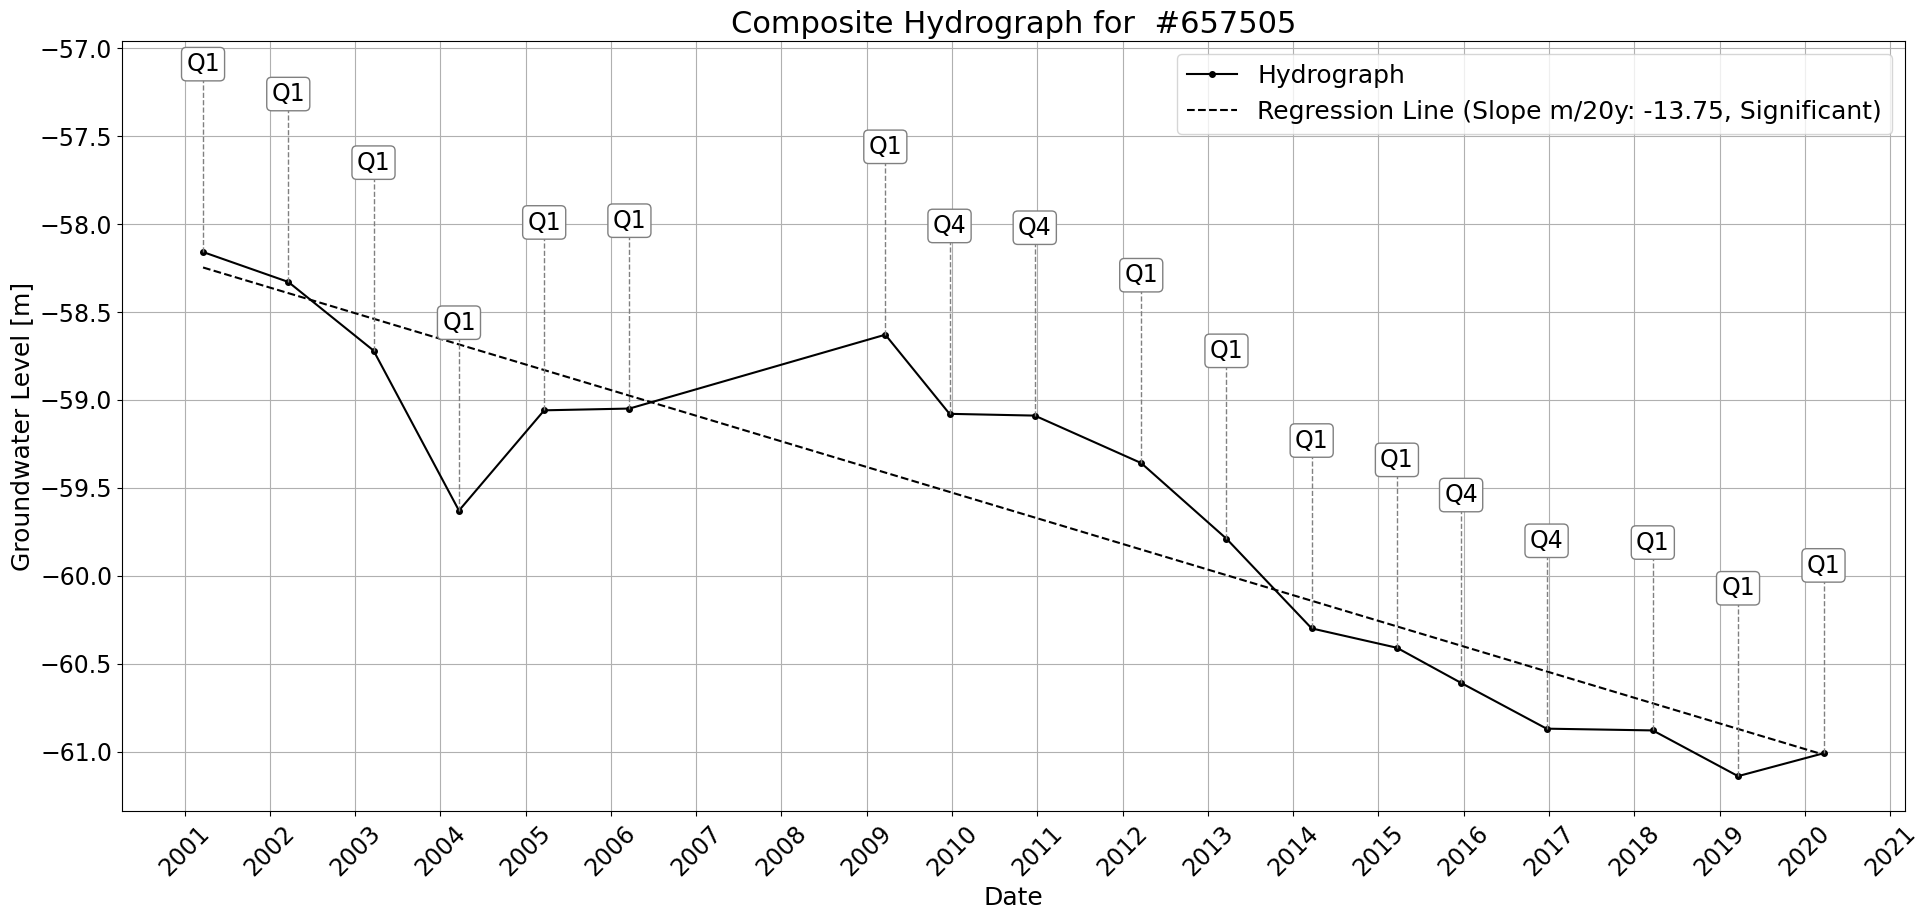 Composite Hydrograph for  #657505
Hydrograph
Regression Line (Slope m/20y: -13.75, Significant)
Groundwater Level [m]
−57.0
−57.5
−58.0
−58.5
−59.0
−59.5
−60.0
−60.5
−61.0
Q1
Q1
Q1
Q1
Q1
Q1
Q1
Q4
Q4
Q1
Q1
Q1
Q1
Q4
Q4
Q1
Q1
Q1
2001
2002
2003
2004
2005
2006
2007
2008
2009
2010
2011
2012
2013
2014
2015
2016
2017
2018
2019
2020
2021
Date